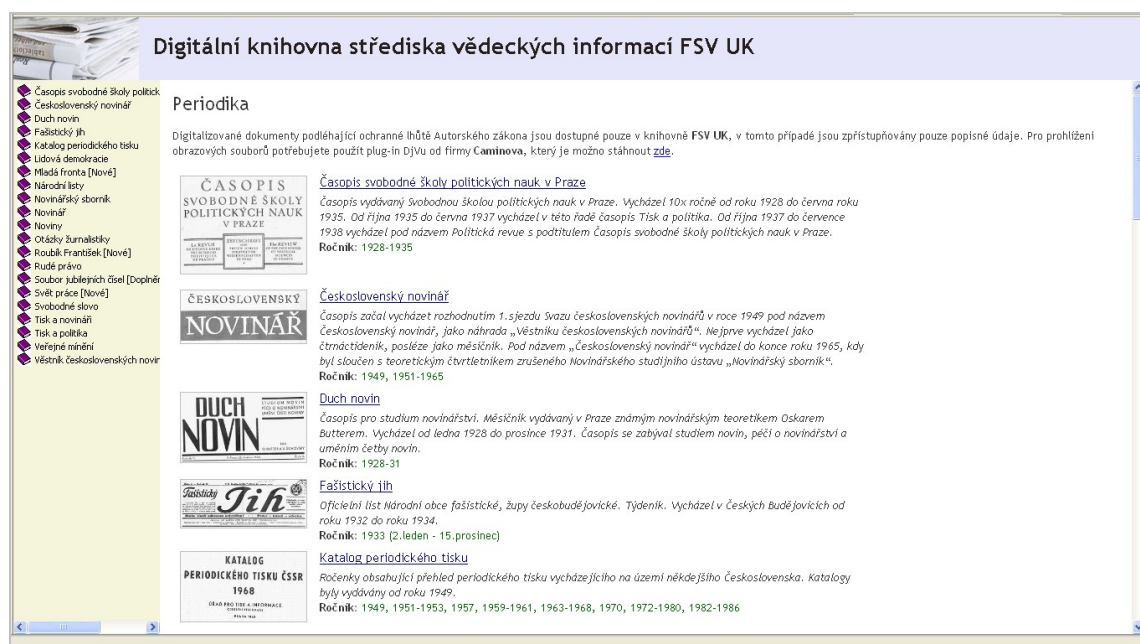 Digitální knihovna střediska vědeckých informací FSV UK
Časopis svobodné školy politick
Československý novinář
Duch novin
Fašistický jih
Katalog periodického tisku
Lidová demokracie
Mladá fronta [Nové]
Národní listy
Novinářský sborník
Novinář
Noviny
Otázky žurnalistiky
Roubík František [Nové]
Rudé právo
Soubor jubilejních čísel [Doplněn
Svět práce [Nové]
Svobodné slovo
Tisk a novináři
Tisk a politika
Veřejné mínění
Věstník československých novin
Periodika
Digitalizované dokumenty podléhající ochranné lhůtě Autorského zákona jsou dostupné pouze v knihovně FSV UK, v tomto případě jsou zpřístupňovány pouze popisné údaje. Pro prohlížení
obrazových souborů potřebujete použít plug-in DjVu od firmy Caminova, který je možno stáhnout zde.
ČASOPIS
SVOBODNÉ ŠKOLY
POLITICKÝCH NAUK
V PRAZE
Časopis svobodné školy politických nauk v Praze
Časopis vydávaný Svobodnou školou politických nauk v Praze. Vycházel 10x ročně od roku 1928 do června roku
1935. Od října 1935 do června 1937 vycházel v této řadě časopis Tisk a politika. Od října 1937 do července
1938 vycházel pod názvem Politická revue s podtitulem Časopis svobodné školy politických nauk v Praze.
Ročník: 1928-1935
ČESKOSLOVENSKÝ
NOVINÁŘ
Československý novinář
Časopis začal vycházet rozhodnutím 1.sjezdu Svazu československých novinářů v roce 1949 pod názvem
Československý novinář, jako náhrada „Věstníku československých novinářů“. Nejprve vycházel jako
čtrnáctideník, posléze jako měsíčník. Pod názvem „Československý novinář“ vycházel do konce roku 1965, kdy
byl sloučen s teoretickým čtvrtletníkem zrušeného Novinářského studijního ústavu „Novinářský sborník“.
Ročník: 1949, 1951-1965
DUCH
NOVIN
Duch novin
Časopis pro studium novinářství. Měsíčník vydávaný v Praze známým novinářským teoretikem Oskarem
Butterem. Vycházel od ledna 1928 do prosince 1931. Časopis se zabýval studiem novin, péčí o novinářství a
uměním četby novin.
Ročník: 1928-31
Fašistický Jih
Fašistický jih
Oficielní list Národní obce fašistické, župy českobudějovické. Týdeník. Vycházel v Českých Budějovicích od
roku 1932 do roku 1934.
Ročník: 1933 (2.leden - 15.prosinec)
KATALOG
PERIODICKÉHO TISKU ČSSR
1968
ÚŘAD PRO TISK A INFORMACE
Katalog periodického tisku
Ročenky obsahující přehled periodického tisku vycházejícího na území někdejšího Československa. Katalogy
byly vydávány od roku 1949.
Ročník: 1949, 1951-1953, 1957, 1959-1961, 1963-1968, 1970, 1972-1980, 1982-1986